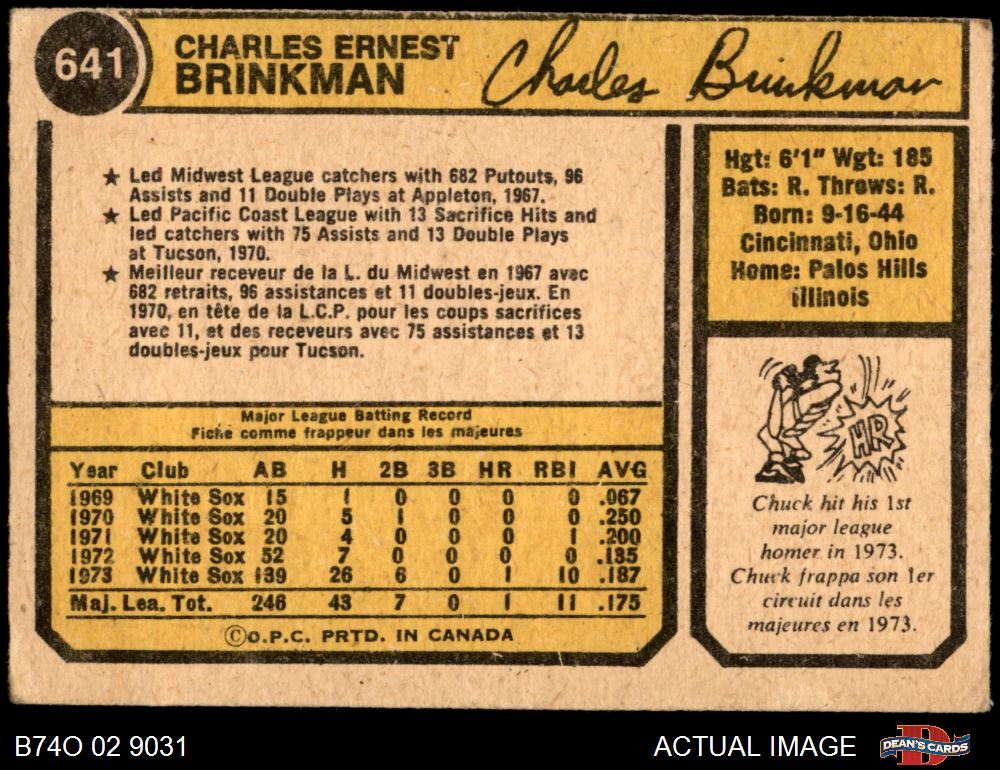 641
CHARLES ERNEST
BRINKMAN
Charles Brinkman
★ Led Midwest League catchers with 682 Putouts, 96
Assists and 11 Double Plays at Appleton, 1967.
★ Led Pacific Coast League with 13 Sacrifice Hits and
led catchers with 75 Assists and 13 Double Plays
at Tucson, 1970.
★ Meilleur receveur de la L. du Midwest en 1967 avec
682 retraits, 96 assistances et 11 doubles-jeux. En
1970, en tête de la L.C.P. pour les coups sacrifices
avec 11, et des receveurs avec 75 assistances et 13
doubles-jeux pour Tucson.
Hgt: 6'1" Wgt: 185
Bats: R. Throws: R.
Born: 9-16-44
Cincinnati, Ohio
Home: Palos Hills
Illinois
Major League Batting Record
Fiche comme frappeur dans les majeures
Year Club AB H 2B 3B HR RBI AVG
1969 White Sox 15 1 0 0 0 0 .067
1970 White Sox 20 5 1 0 0 0 .250
1971 White Sox 20 4 0 0 0 1 .200
1972 White Sox 52 7 0 0 0 0 .135
1973 White Sox 139 26 6 0 1 10 .187
Maj. Lea. Tot. 246 43 7 0 1 11 .175
©O.P.C. PRTD. IN CANADA
HR
Chuck hit his 1st
major league
homer in 1973.
Chuck frappa son 1er
circuit dans les
majeures en 1973.
B74O 02 9031
ACTUAL IMAGE
D
DEAN'S CARDS